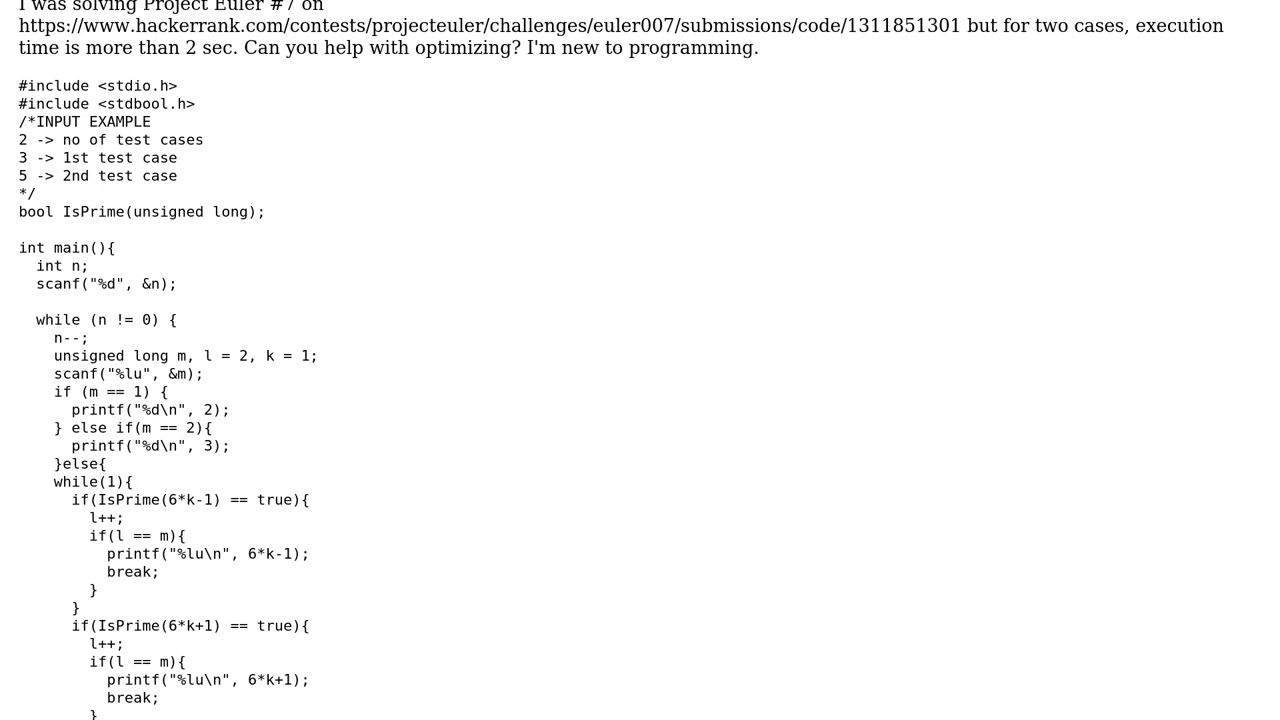 I was solving Project Euler #7 on
https://www.hackerrank.com/contests/projecteuler/challenges/euler007/submissions/code/1311851301 but for two cases, execution
time is more than 2 sec. Can you help with optimizing? I'm new to programming.
#include <stdio.h>
#include <stdbool.h>
/*INPUT EXAMPLE
2 -> no of test cases
3 -> 1st test case
5 -> 2nd test case
*/
bool IsPrime(unsigned long);
int main(){
  int n;
  scanf("%d", &n);
  while (n != 0) {
    n--;
    unsigned long m, l = 2, k = 1;
    scanf("%lu", &m);
    if (m == 1) {
      printf("%d\n", 2);
    } else if(m == 2){
      printf("%d\n", 3);
    }else{
    while(1){
      if(IsPrime(6*k-1) == true){
        l++;
        if(l == m){
          printf("%lu\n", 6*k-1);
          break;
        }
      }
      if(IsPrime(6*k+1) == true){
        l++;
        if(l == m){
          printf("%lu\n", 6*k+1);
          break;
        }